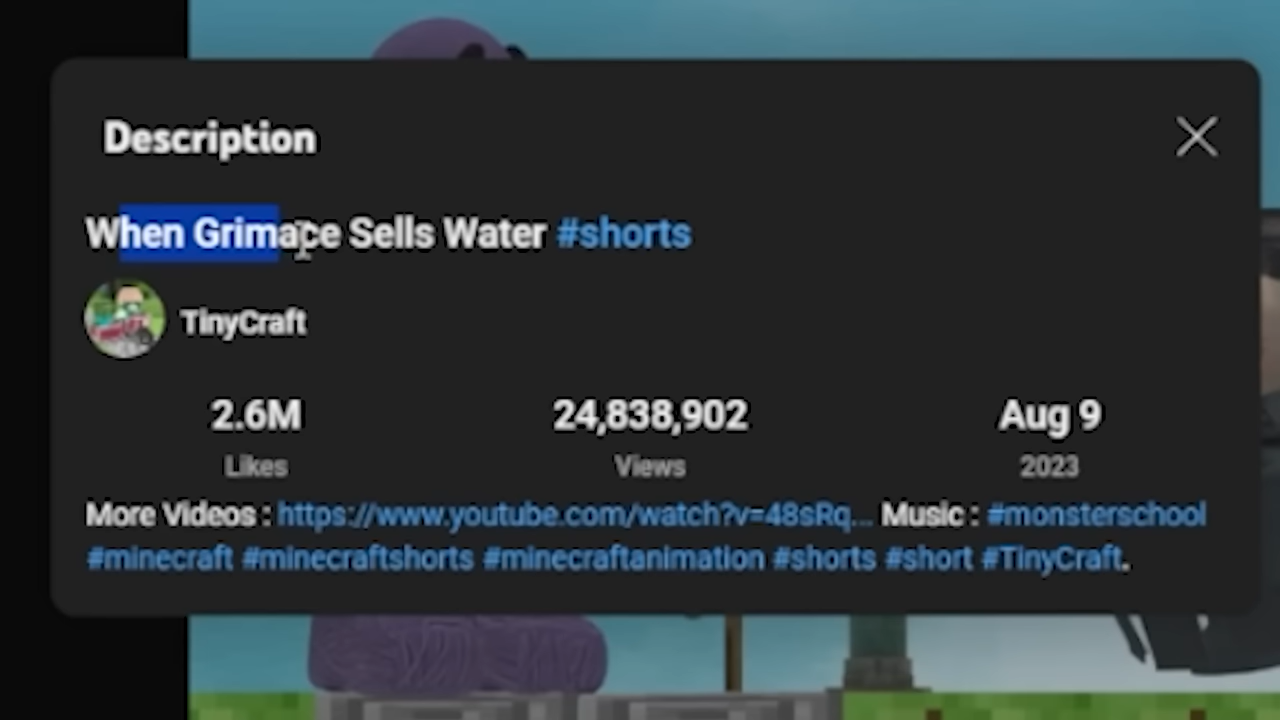 Description
When Grimace Sells Water #shorts
TinyCraft
2.6M
Likes
24,838,902
Views
Aug 9
2023
More Videos : https://www.youtube.com/watch?v=48sRq... Music : #monsterschool
#minecraft #minecraftshorts #minecraftanimation #shorts #short #TinyCraft.